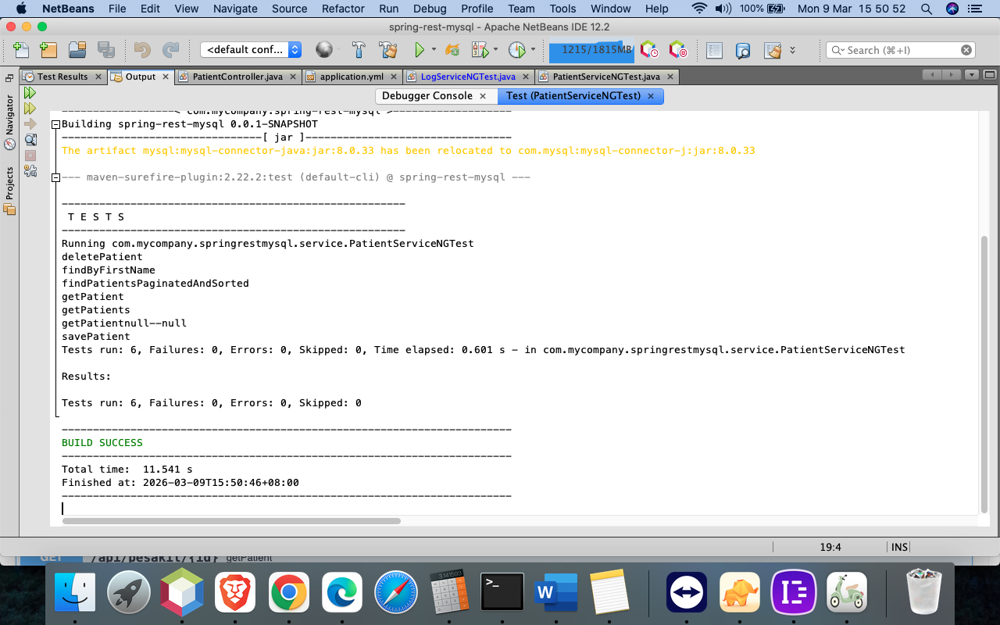 NetBeans File Edit View Navigate Source Refactor Run Debug Profile Team Tools Window Help 100% Mon 9 Mar 15 50 52
spring-rest-mysql - Apache NetBeans IDE 12.2
<default conf... 1215/1815MB Search (⌘+I)
Test Results Output PatientController.java application.yml LogServiceNGTest.java PatientServiceNGTest.java
Debugger Console Test (PatientServiceNGTest)
Navigator
Projects
------------------< com.mycompany:spring-rest-mysql >-------------------
Building spring-rest-mysql 0.0.1-SNAPSHOT
--------------------------------[ jar ]---------------------------------
The artifact mysql:mysql-connector-java:jar:8.0.33 has been relocated to com.mysql:mysql-connector-j:jar:8.0.33
--- maven-surefire-plugin:2.22.2:test (default-cli) @ spring-rest-mysql ---
-------------------------------------------------------
T E S T S
-------------------------------------------------------
Running com.mycompany.springrestmysql.service.PatientServiceNGTest
deletePatient
findByFirstName
findPatientsPaginatedAndSorted
getPatient
getPatients
getPatientnull--null
savePatient
Tests run: 6, Failures: 0, Errors: 0, Skipped: 0, Time elapsed: 0.601 s - in com.mycompany.springrestmysql.service.PatientServiceNGTest
Results:
Tests run: 6, Failures: 0, Errors: 0, Skipped: 0
------------------------------------------------------------------------
BUILD SUCCESS
------------------------------------------------------------------------
Total time:  11.541 s
Finished at: 2026-03-09T15:50:46+08:00
------------------------------------------------------------------------
19:4 INS
GET /api/pesakit/{id} getPatient
3.141593
>_
W